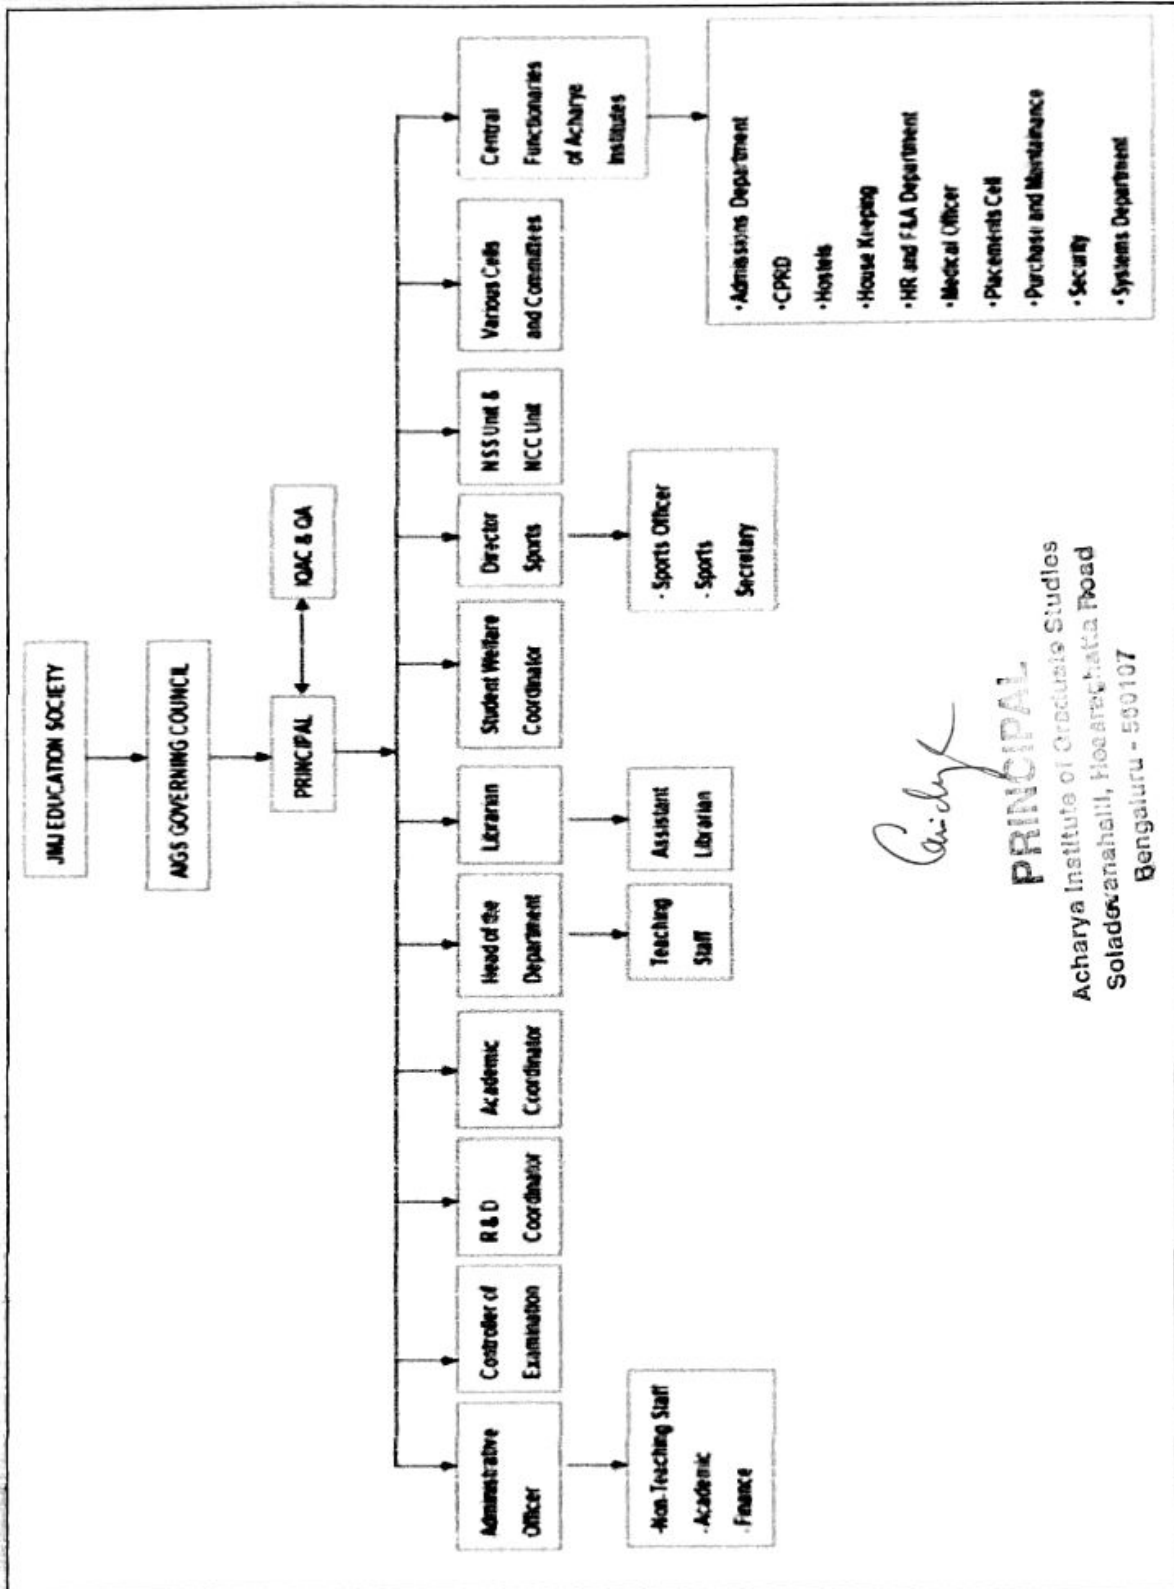 JMJ EDUCATION SOCIETY
AIGS GOVERNING COUNCIL
PRINCIPAL
IQAC & QA
Administrative
Officer
Controller of
Examination
R & D
Coordinator
Academic
Coordinator
Head of the
Department
Librarian
Student Welfare
Coordinator
Director
Sports
NSS Unit &
NCC Unit
Various Cells
and Committees
Central
Functionaries
of Acharye
Institutes
-Non-Teaching Staff
- Academic
- Finance
Teaching
Staff
Assistant
Librarian
- Sports Officer
- Sports
Secretary
• Admissions Department
• CPRD
• Hostels
• House Keeping
• HR and F&A Department
• Medical Officer
• Placements Cell
• Purchase and Maintainance
• Security
• Systems Department
PRINCIPAL
Acharya Institute of Graduate Studies
Soladevanahalli, Road
Bengaluru - 560107